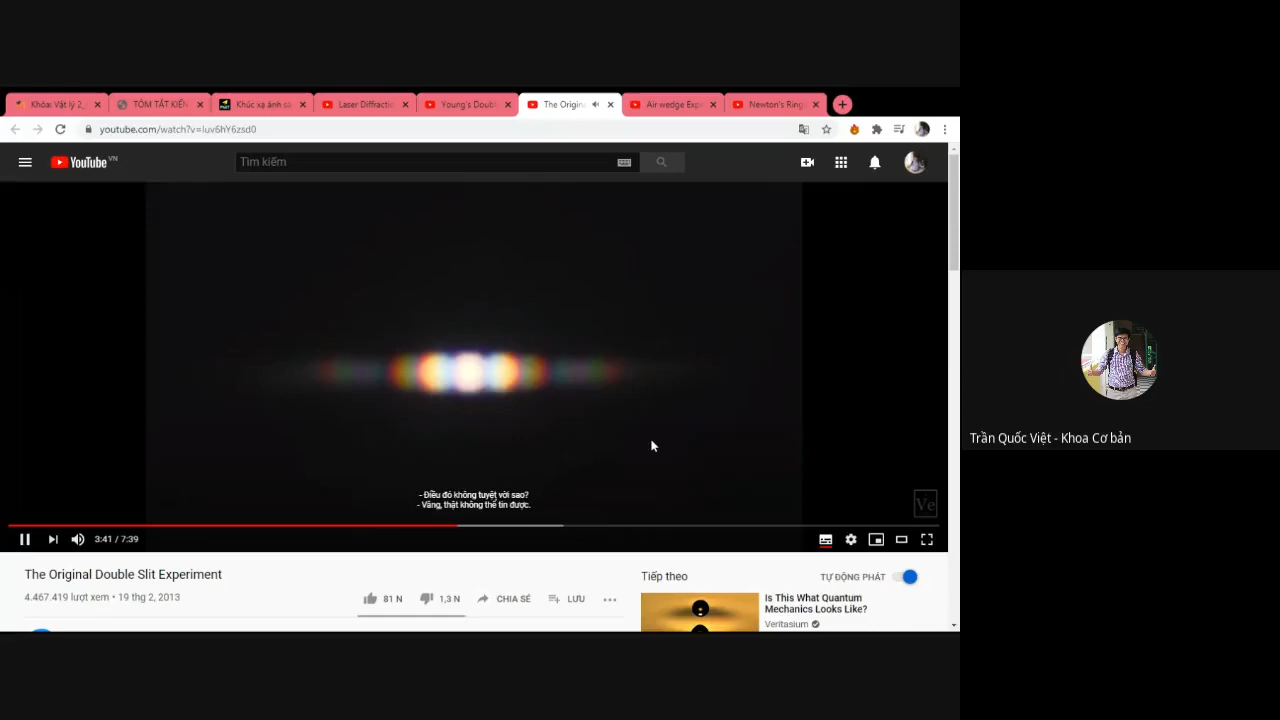 Khóa: Vật lý 2_
TÓM TẮT KIẾN
Khúc xạ ánh sá
Laser Diffractio
Young's Doub
The Origin
Air wedge Exp
Newton's Ring
youtube.com/watch?v=Iuv6hY6zsd0
YouTube VN
Tìm kiếm
- Điều đó không tuyệt vời sao?
- Vâng, thật không thể tin được.
Ve
3:41 / 7:39
The Original Double Slit Experiment
4.467.419 lượt xem • 19 thg 2, 2013
81 N
1,3 N
CHIA SẺ
LƯU
Tiếp theo
TỰ ĐỘNG PHÁT
Is This What Quantum
Mechanics Looks Like?
Veritasium
Trần Quốc Việt - Khoa Cơ bản